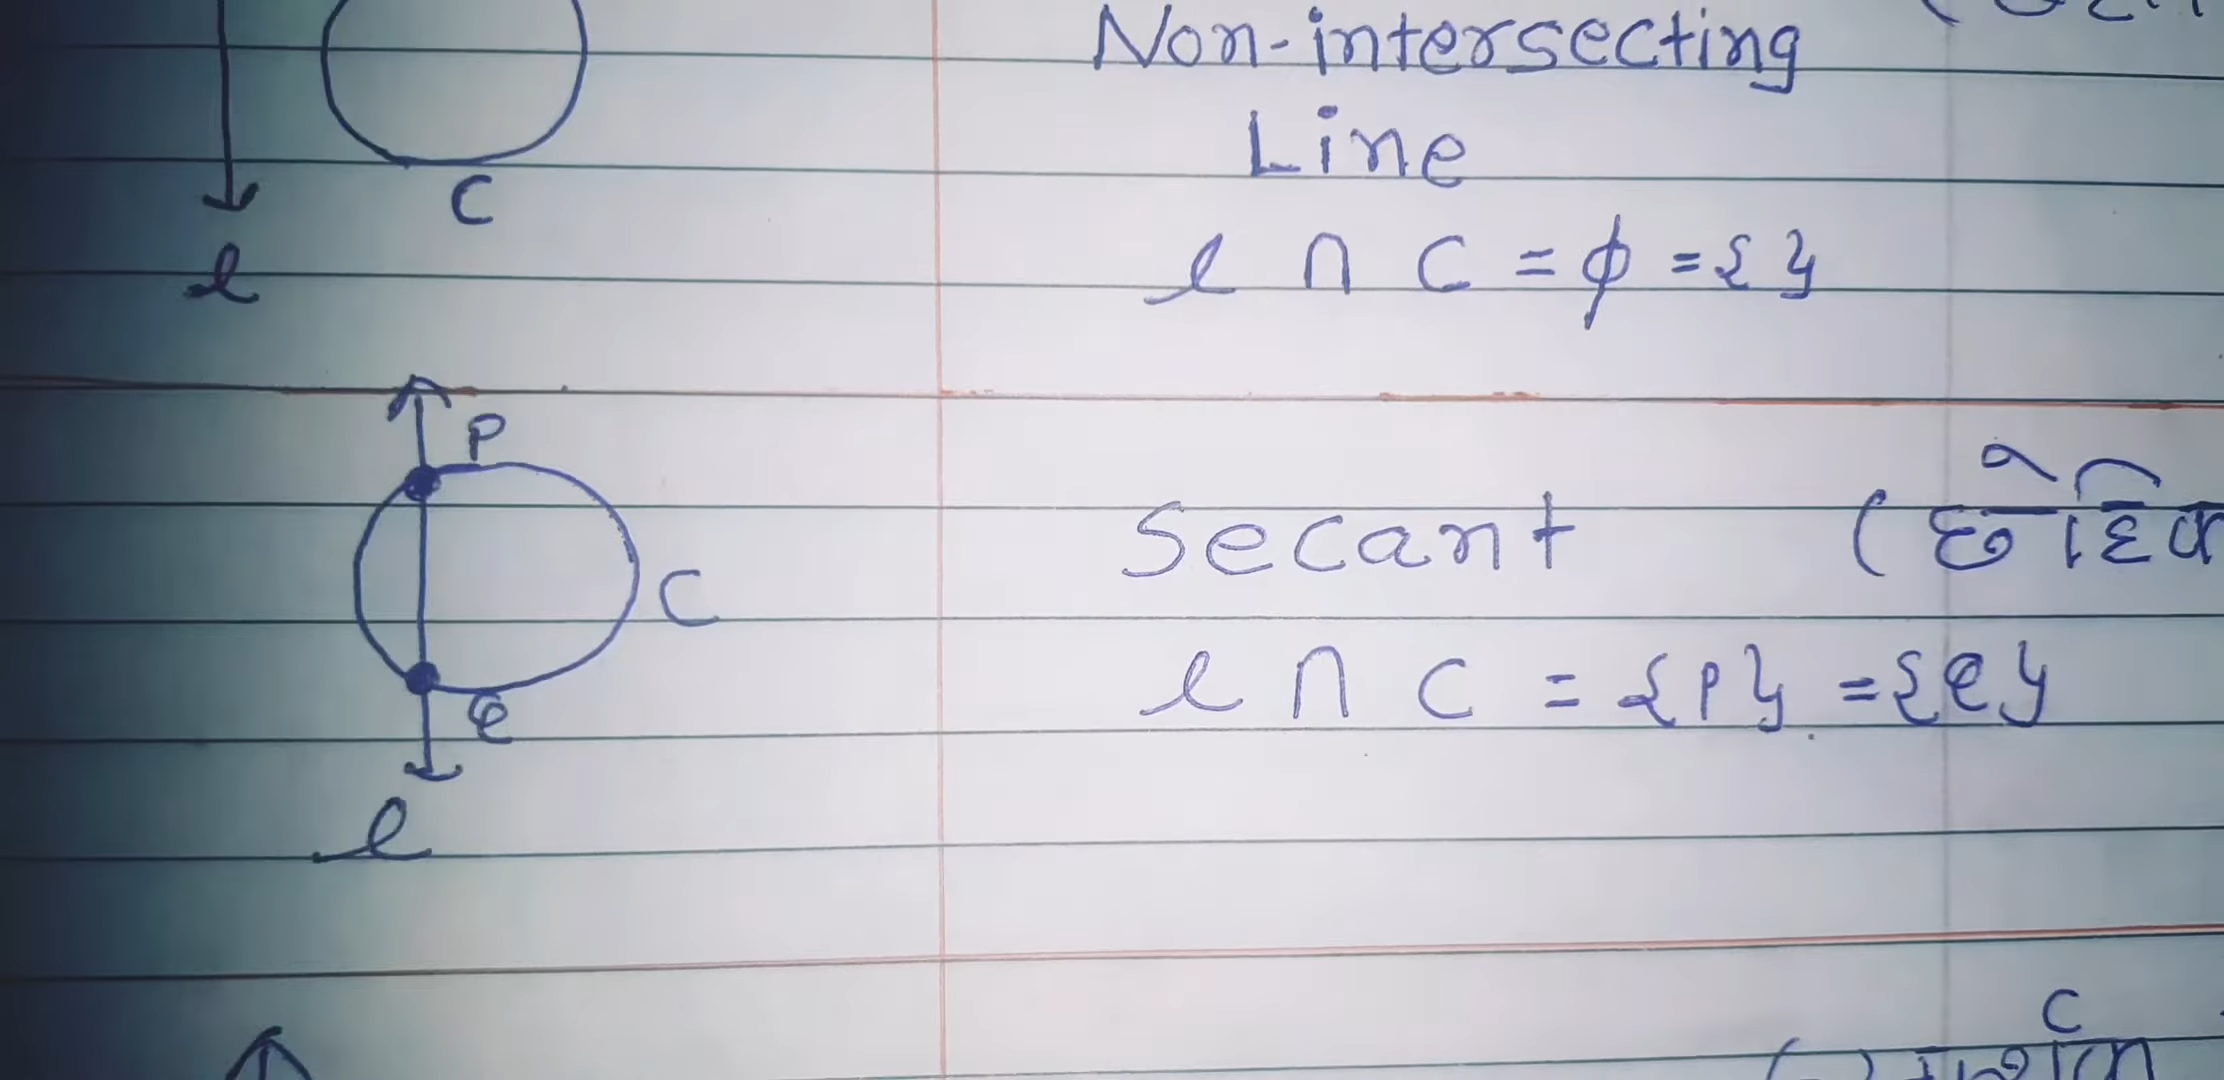 Non-intersecting
Line
C
l
l ∩ C = ϕ = { }
P
Secant
C
l ∩ C = {P} = {Q}
Q
l
C